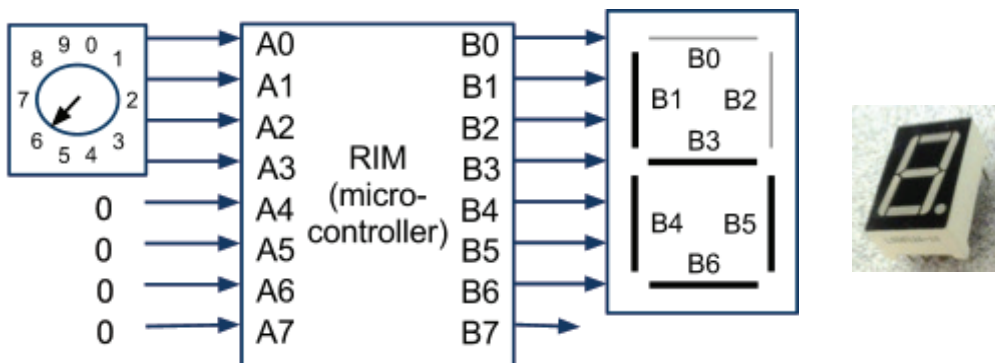 9 0
8 1
7 2
6 3
5 4
0
0
0
0
A0
A1
A2
A3
A4
A5
A6
A7
RIM
(micro-
controller)
B0
B1
B2
B3
B4
B5
B6
B7
B0
B1 B2
B3
B4 B5
B6